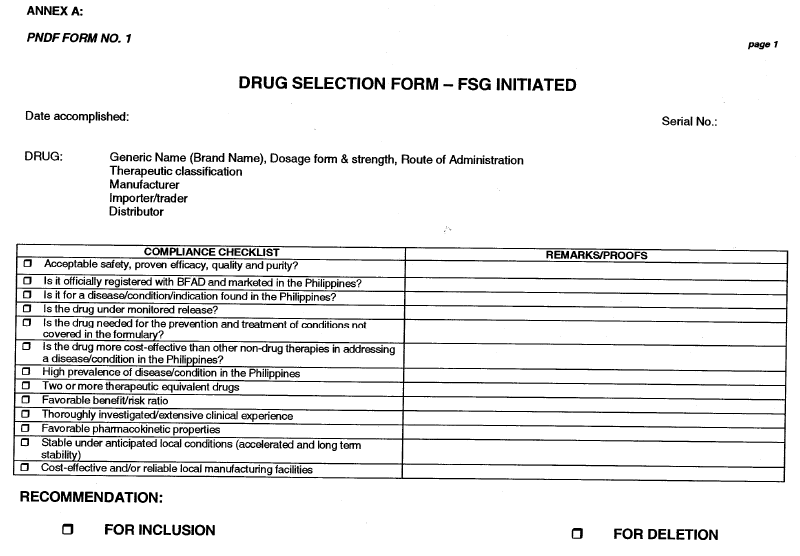 ANNEX A:
PNDF FORM NO. 1
page 1
DRUG SELECTION FORM – FSG INITIATED
Date accomplished:
Serial No.:
DRUG: Generic Name (Brand Name), Dosage form & strength, Route of Administration
Therapeutic classification
Manufacturer
Importer/trader
Distributor
COMPLIANCE CHECKLIST REMARKS/PROOFS
Acceptable safety, proven efficacy, quality and purity?
Is it officially registered with BFAD and marketed in the Philippines?
Is it for a disease/condition/indication found in the Philippines?
Is the drug under monitored release?
Is the drug needed for the prevention and treatment of conditions not
covered in the formulary?
Is the drug more cost-effective than other non-drug therapies in addressing
a disease/condition in the Philippines?
High prevalence of disease/condition in the Philippines
Two or more therapeutic equivalent drugs
Favorable benefit/risk ratio
Thoroughly investigated/extensive clinical experience
Favorable pharmacokinetic properties
Stable under anticipated local conditions (accelerated and long term
stability)
Cost-effective and/or reliable local manufacturing facilities
RECOMMENDATION:
FOR INCLUSION FOR DELETION